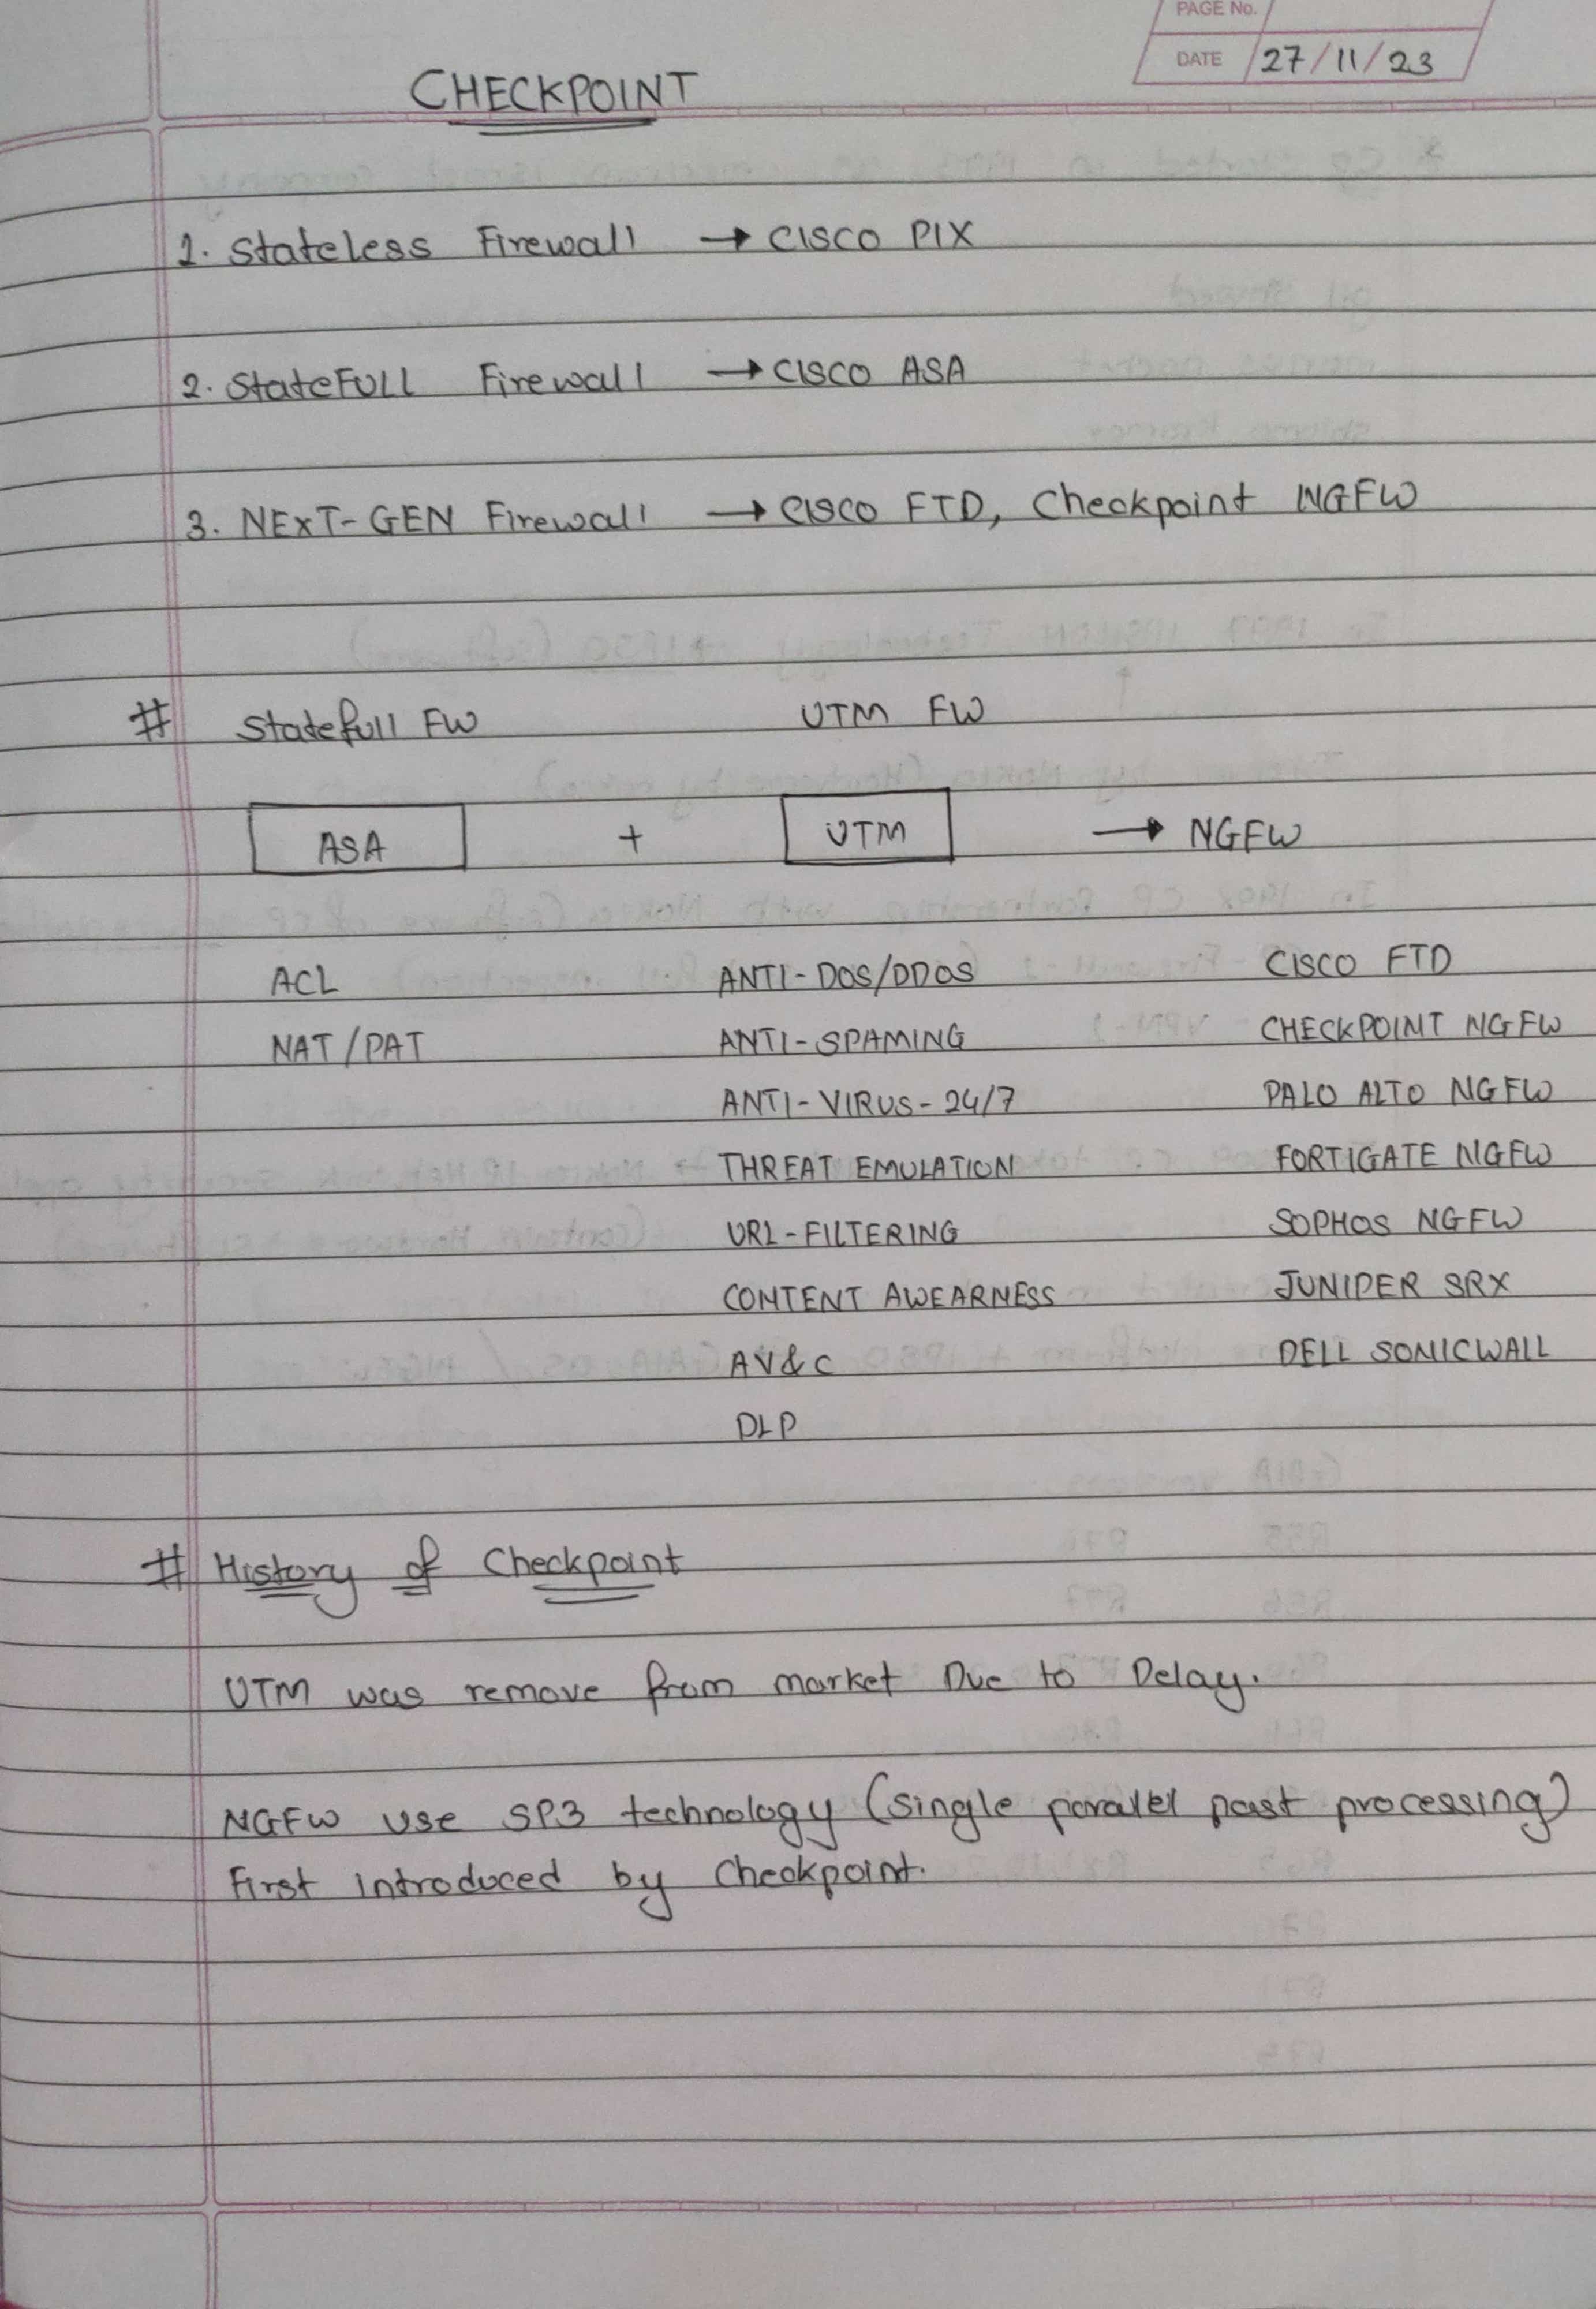 PAGE No.
DATE 27/11/23
CHECKPOINT
1. Stateless Firewall → CISCO PIX
2. StateFULL Firewall → CISCO ASA
3. NExT-GEN Firewall → CISCO FTD, Checkpoint NGFW
# Statefull FW UTM FW
ASA + UTM → NGFW
ACL ANTI-DOS/DDOS CISCO FTD
NAT/PAT ANTI-SPAMING CHECKPOINT NGFW
ANTI-VIRUS-24/7 PALO ALTO NGFW
THREAT EMULATION FORTIGATE NGFW
URL-FILTERING SOPHOS NGFW
CONTENT AWEARNESS JUNIPER SRX
AV&C DELL SONICWALL
DLP
# History of Checkpoint
UTM was remove from market Due to Delay.
NGFW use SP3 technology (single paralel past processing)
First introduced by Checkpoint.